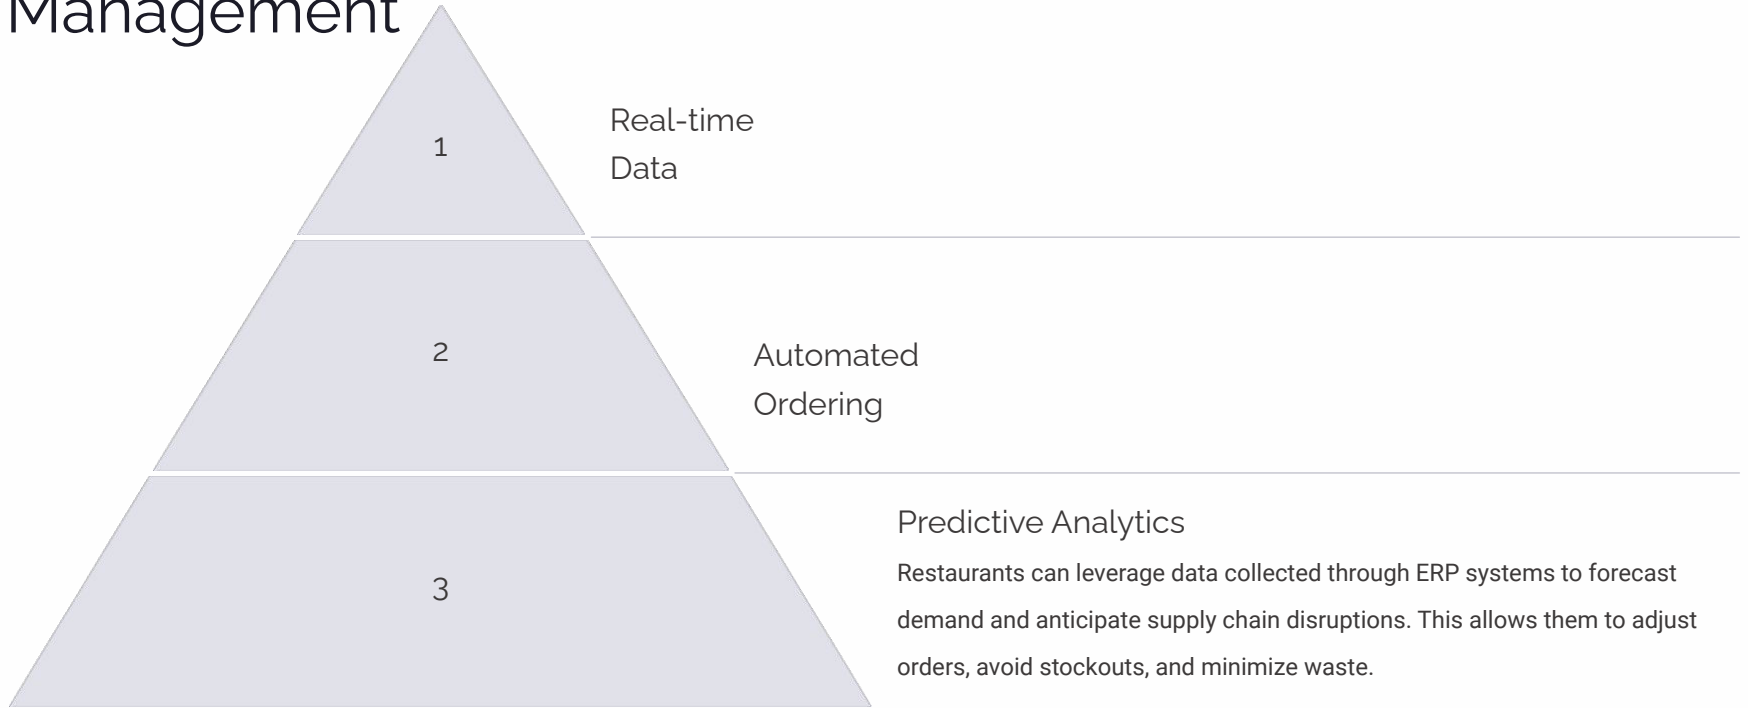 Management
1
Real-time
Data
2
Automated
Ordering
3
Predictive Analytics
Restaurants can leverage data collected through ERP systems to forecast
demand and anticipate supply chain disruptions. This allows them to adjust
orders, avoid stockouts, and minimize waste.